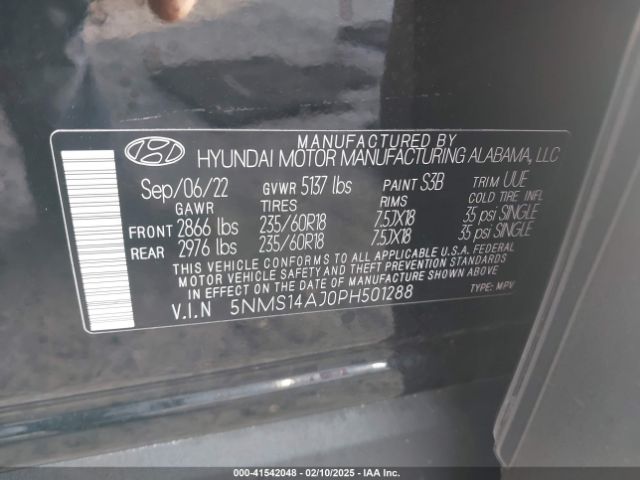 MANUFACTURED BY
HYUNDAI MOTOR MANUFACTURING ALABAMA, LLC
Sep/06/22 GVWR 5137 lbs PAINT S3B TRIM UUE
GAWR TIRES RIMS COLD TIRE INFL
FRONT 2866 lbs 235/60R18 7.5JX18 35 psi SINGLE
REAR 2976 lbs 235/60R18 7.5JX18 35 psi SINGLE
THIS VEHICLE CONFORMS TO ALL APPLICABLE U.S.A. FEDERAL
MOTOR VEHICLE SAFETY AND THEFT PREVENTION STANDARDS
IN EFFECT ON THE DATE OF MANUFACTURE SHOWN ABOVE
V.I.N 5NMS14AJ0PH501288 TYPE: MPV
000-41542048 — 02/10/2025 — IAA Inc.